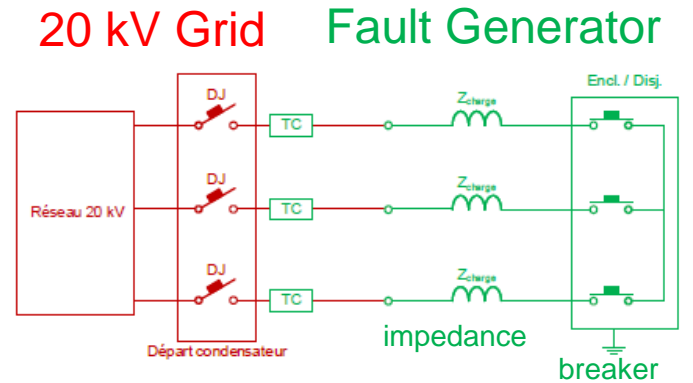 20 kV Grid Fault Generator
Encl. / Disj.
DJ
TC
Zcharge
DJ
Réseau 20 kV
TC
Zcharge
DJ
TC
Zcharge
impedance
Départ condensateur
breaker